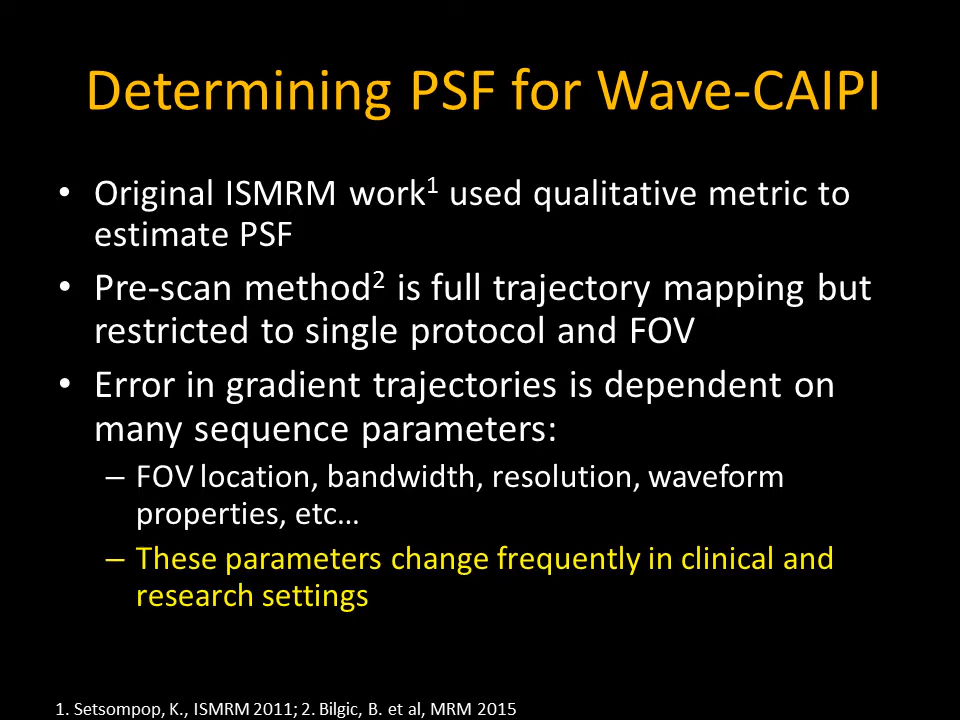 Determining PSF for Wave-CAIPI
• Original ISMRM work1 used qualitative metric to
estimate PSF
• Pre-scan method2 is full trajectory mapping but
restricted to single protocol and FOV
• Error in gradient trajectories is dependent on
many sequence parameters:
– FOV location, bandwidth, resolution, waveform
properties, etc…
– These parameters change frequently in clinical and
research settings
1. Setsompop, K., ISMRM 2011; 2. Bilgic, B. et al, MRM 2015